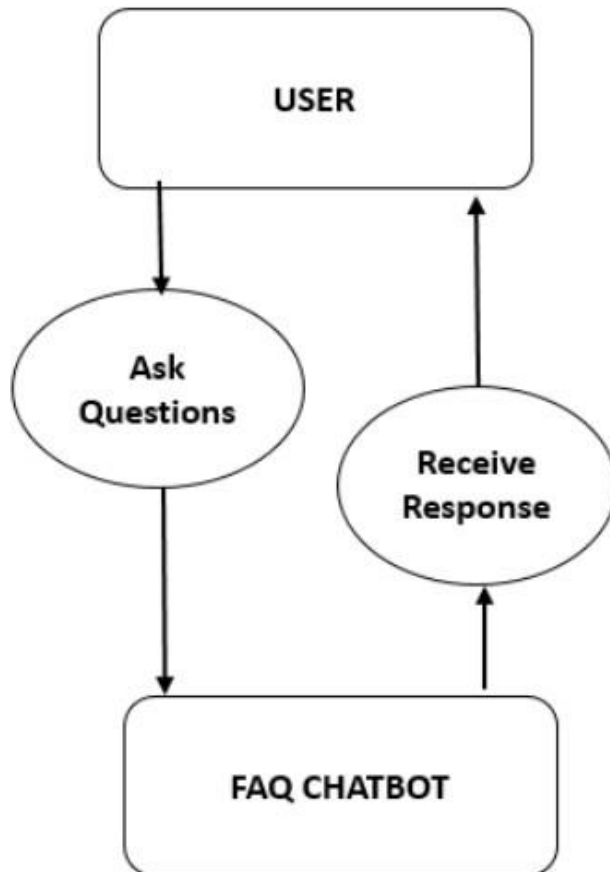 USER
Ask
Questions
Receive
Response
FAQ CHATBOT